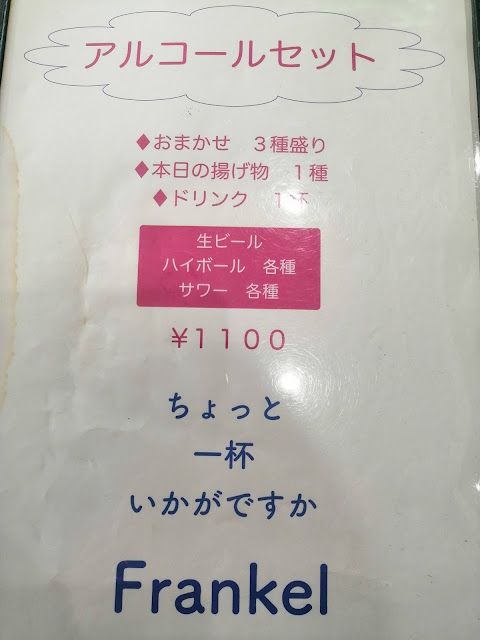 アルコールセット
◆おまかせ　３種盛り
◆本日の揚げ物　１種
◆ドリンク　１杯
生ビール
ハイボール　各種
サワー　各種
￥１１００
ちょっと
一杯
いかがですか
Frankel